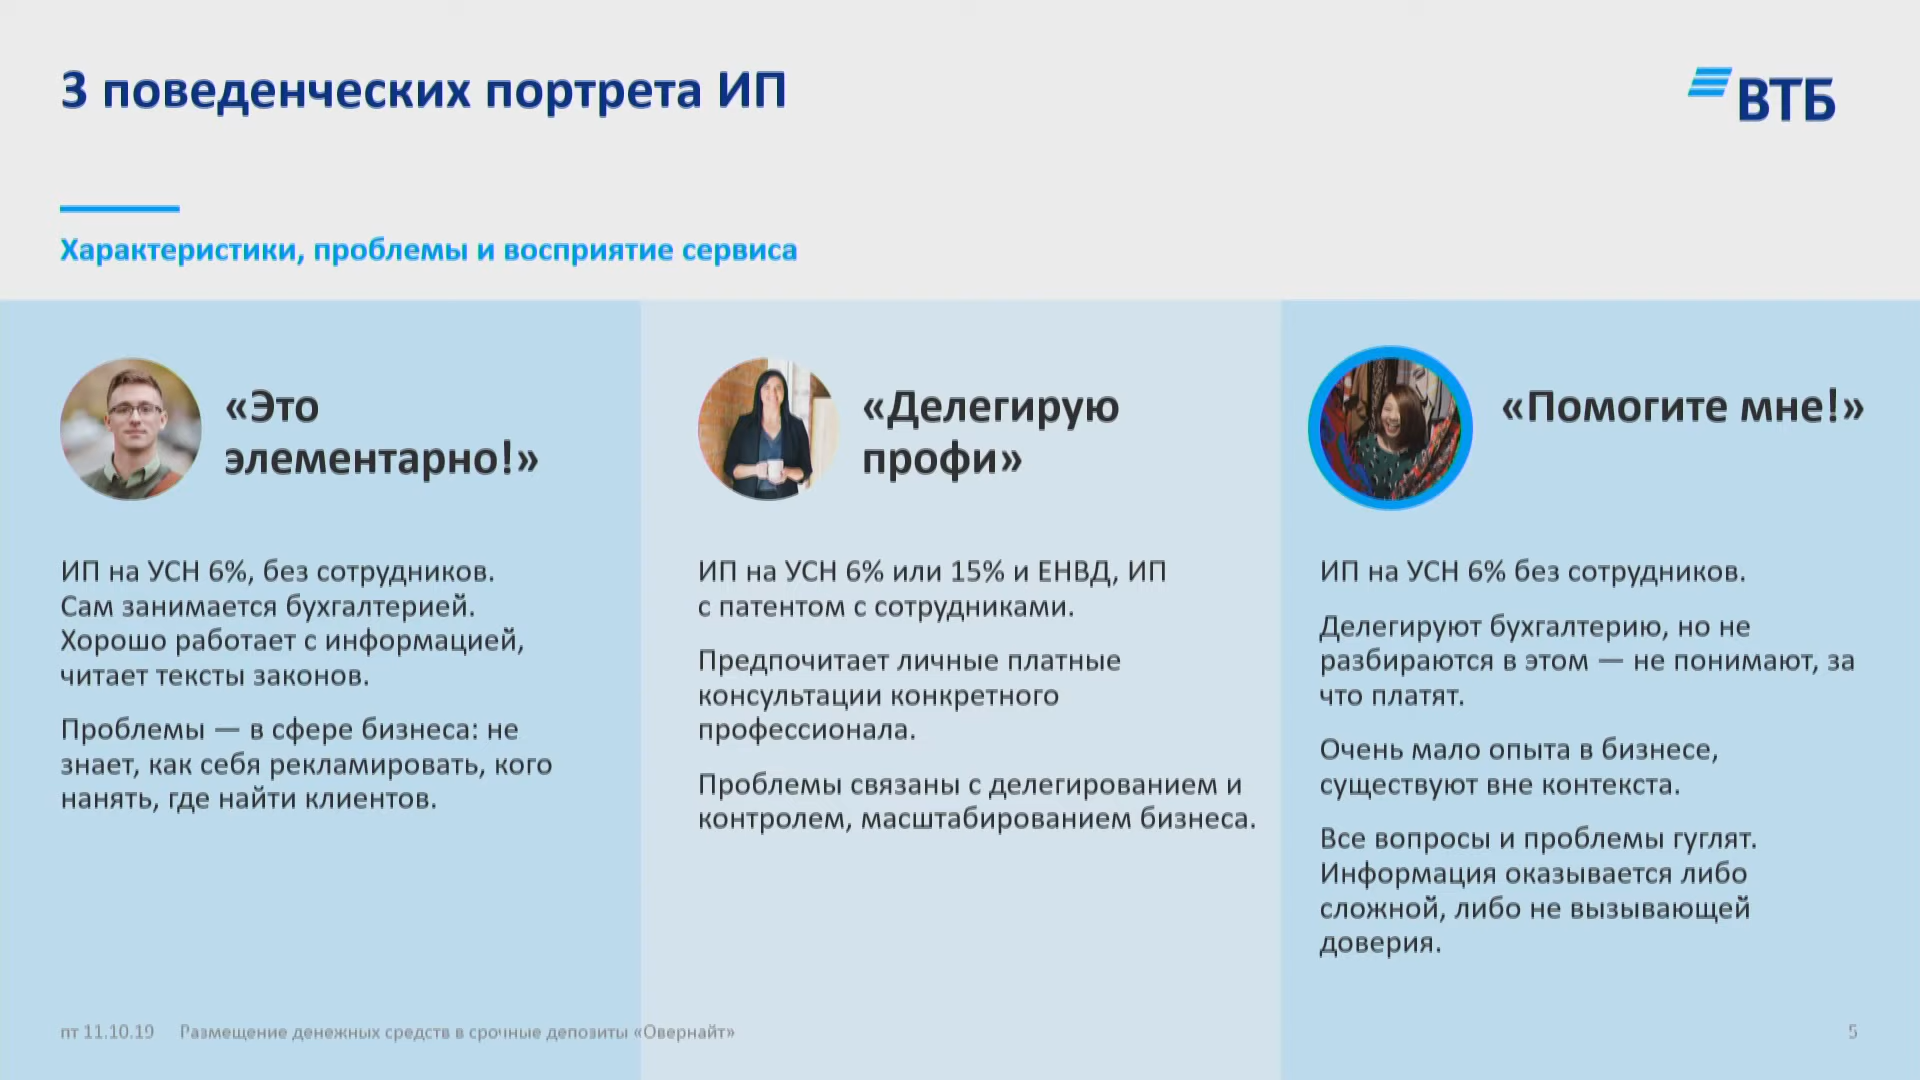 3 поведенческих портрета ИП
ВТБ
Характеристики, проблемы и восприятие сервиса
«Это
элементарно!»
ИП на УСН 6%, без сотрудников.
Сам занимается бухгалтерией.
Хорошо работает с информацией,
читает тексты законов.
Проблемы — в сфере бизнеса: не
знает, как себя рекламировать, кого
нанять, где найти клиентов.
«Делегирую
профи»
ИП на УСН 6% или 15% и ЕНВД, ИП
с патентом с сотрудниками.
Предпочитает личные платные
консультации конкретного
профессионала.
Проблемы связаны с делегированием и
контролем, масштабированием бизнеса.
«Помогите мне!»
ИП на УСН 6% без сотрудников.
Делегируют бухгалтерию, но не
разбираются в этом — не понимают, за
что платят.
Очень мало опыта в бизнесе,
существуют вне контекста.
Все вопросы и проблемы гуглят.
Информация оказывается либо
сложной, либо не вызывающей
доверия.
пт 11.10.19 Размещение денежных средств в срочные депозиты «Овернайт»
5